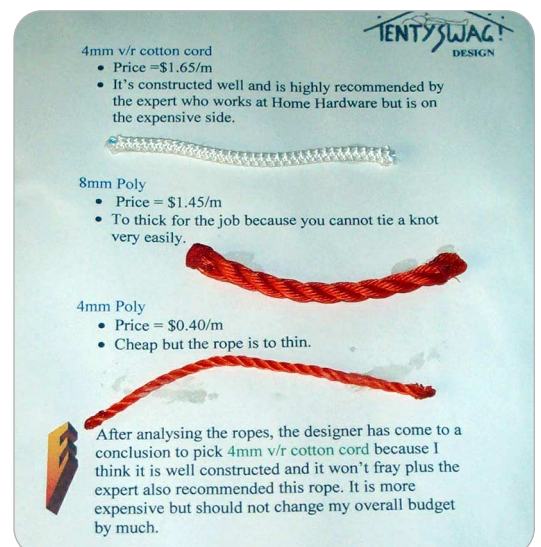 TENTYSWAG!
DESIGN
4mm v/r cotton cord
• Price =$1.65/m
• It's constructed well and is highly recommended by
the expert who works at Home Hardware but is on
the expensive side.
8mm Poly
• Price = $1.45/m
• To thick for the job because you cannot tie a knot
very easily.
4mm Poly
• Price = $0.40/m
• Cheap but the rope is to thin.
E
After analysing the ropes, the designer has come to a
conclusion to pick 4mm v/r cotton cord because I
think it is well constructed and it won't fray plus the
expert also recommended this rope. It is more
expensive but should not change my overall budget
by much.